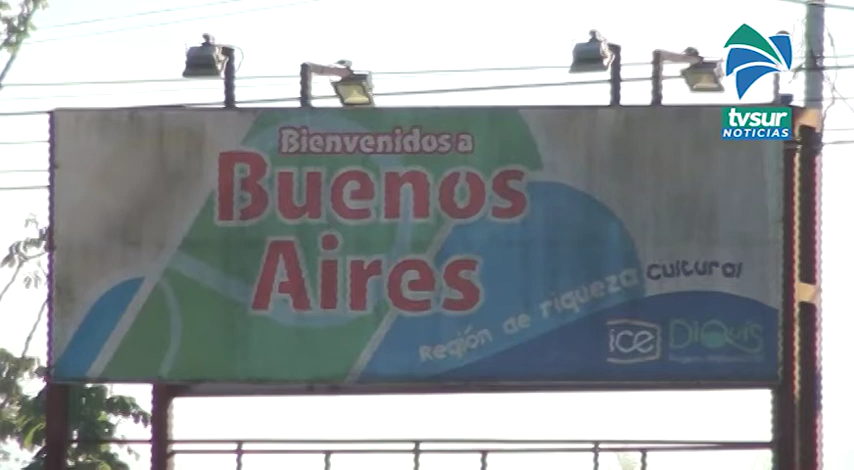 tvsur
NOTICIAS
Bienvenidos a
Buenos
Aires
Región de riqueza cultural
ice
DiQuís